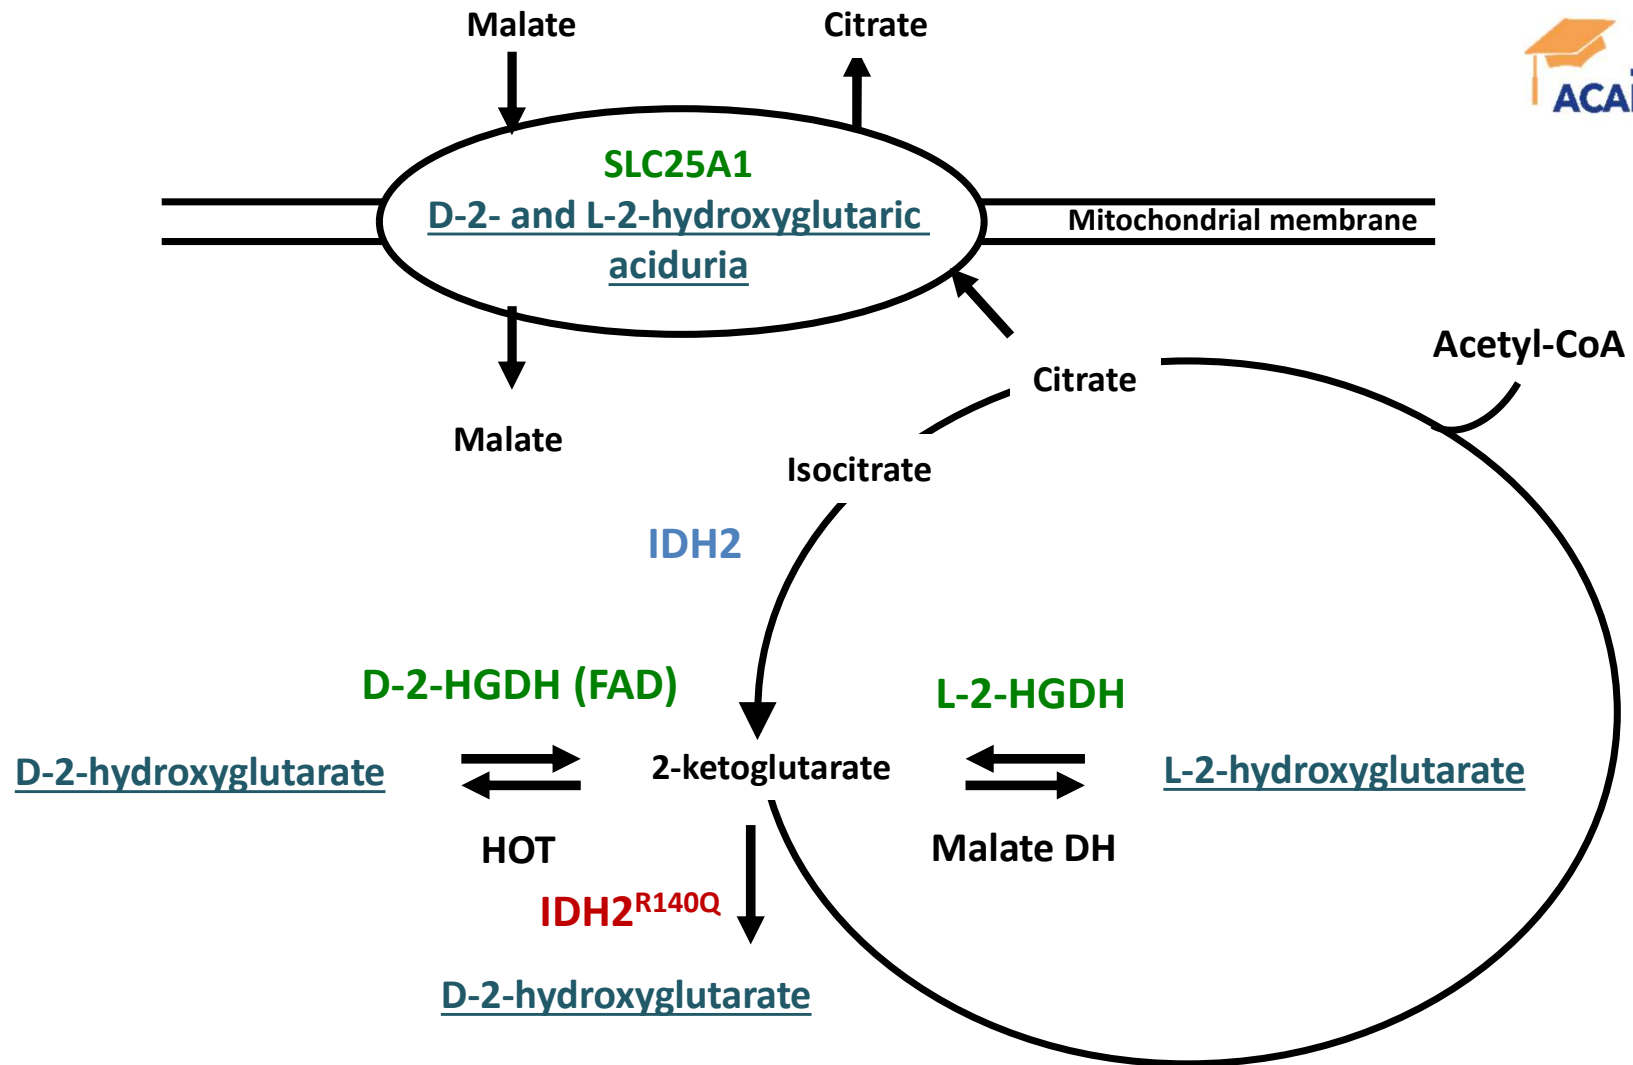 Malate
Citrate
SLC25A1
D-2- and L-2-hydroxyglutaric
aciduria
Mitochondrial membrane
Acetyl-CoA
Citrate
Malate
Isocitrate
IDH2
D-2-HGDH (FAD)
L-2-HGDH
D-2-hydroxyglutarate
2-ketoglutarate
L-2-hydroxyglutarate
HOT
Malate DH
IDH2R140Q
D-2-hydroxyglutarate